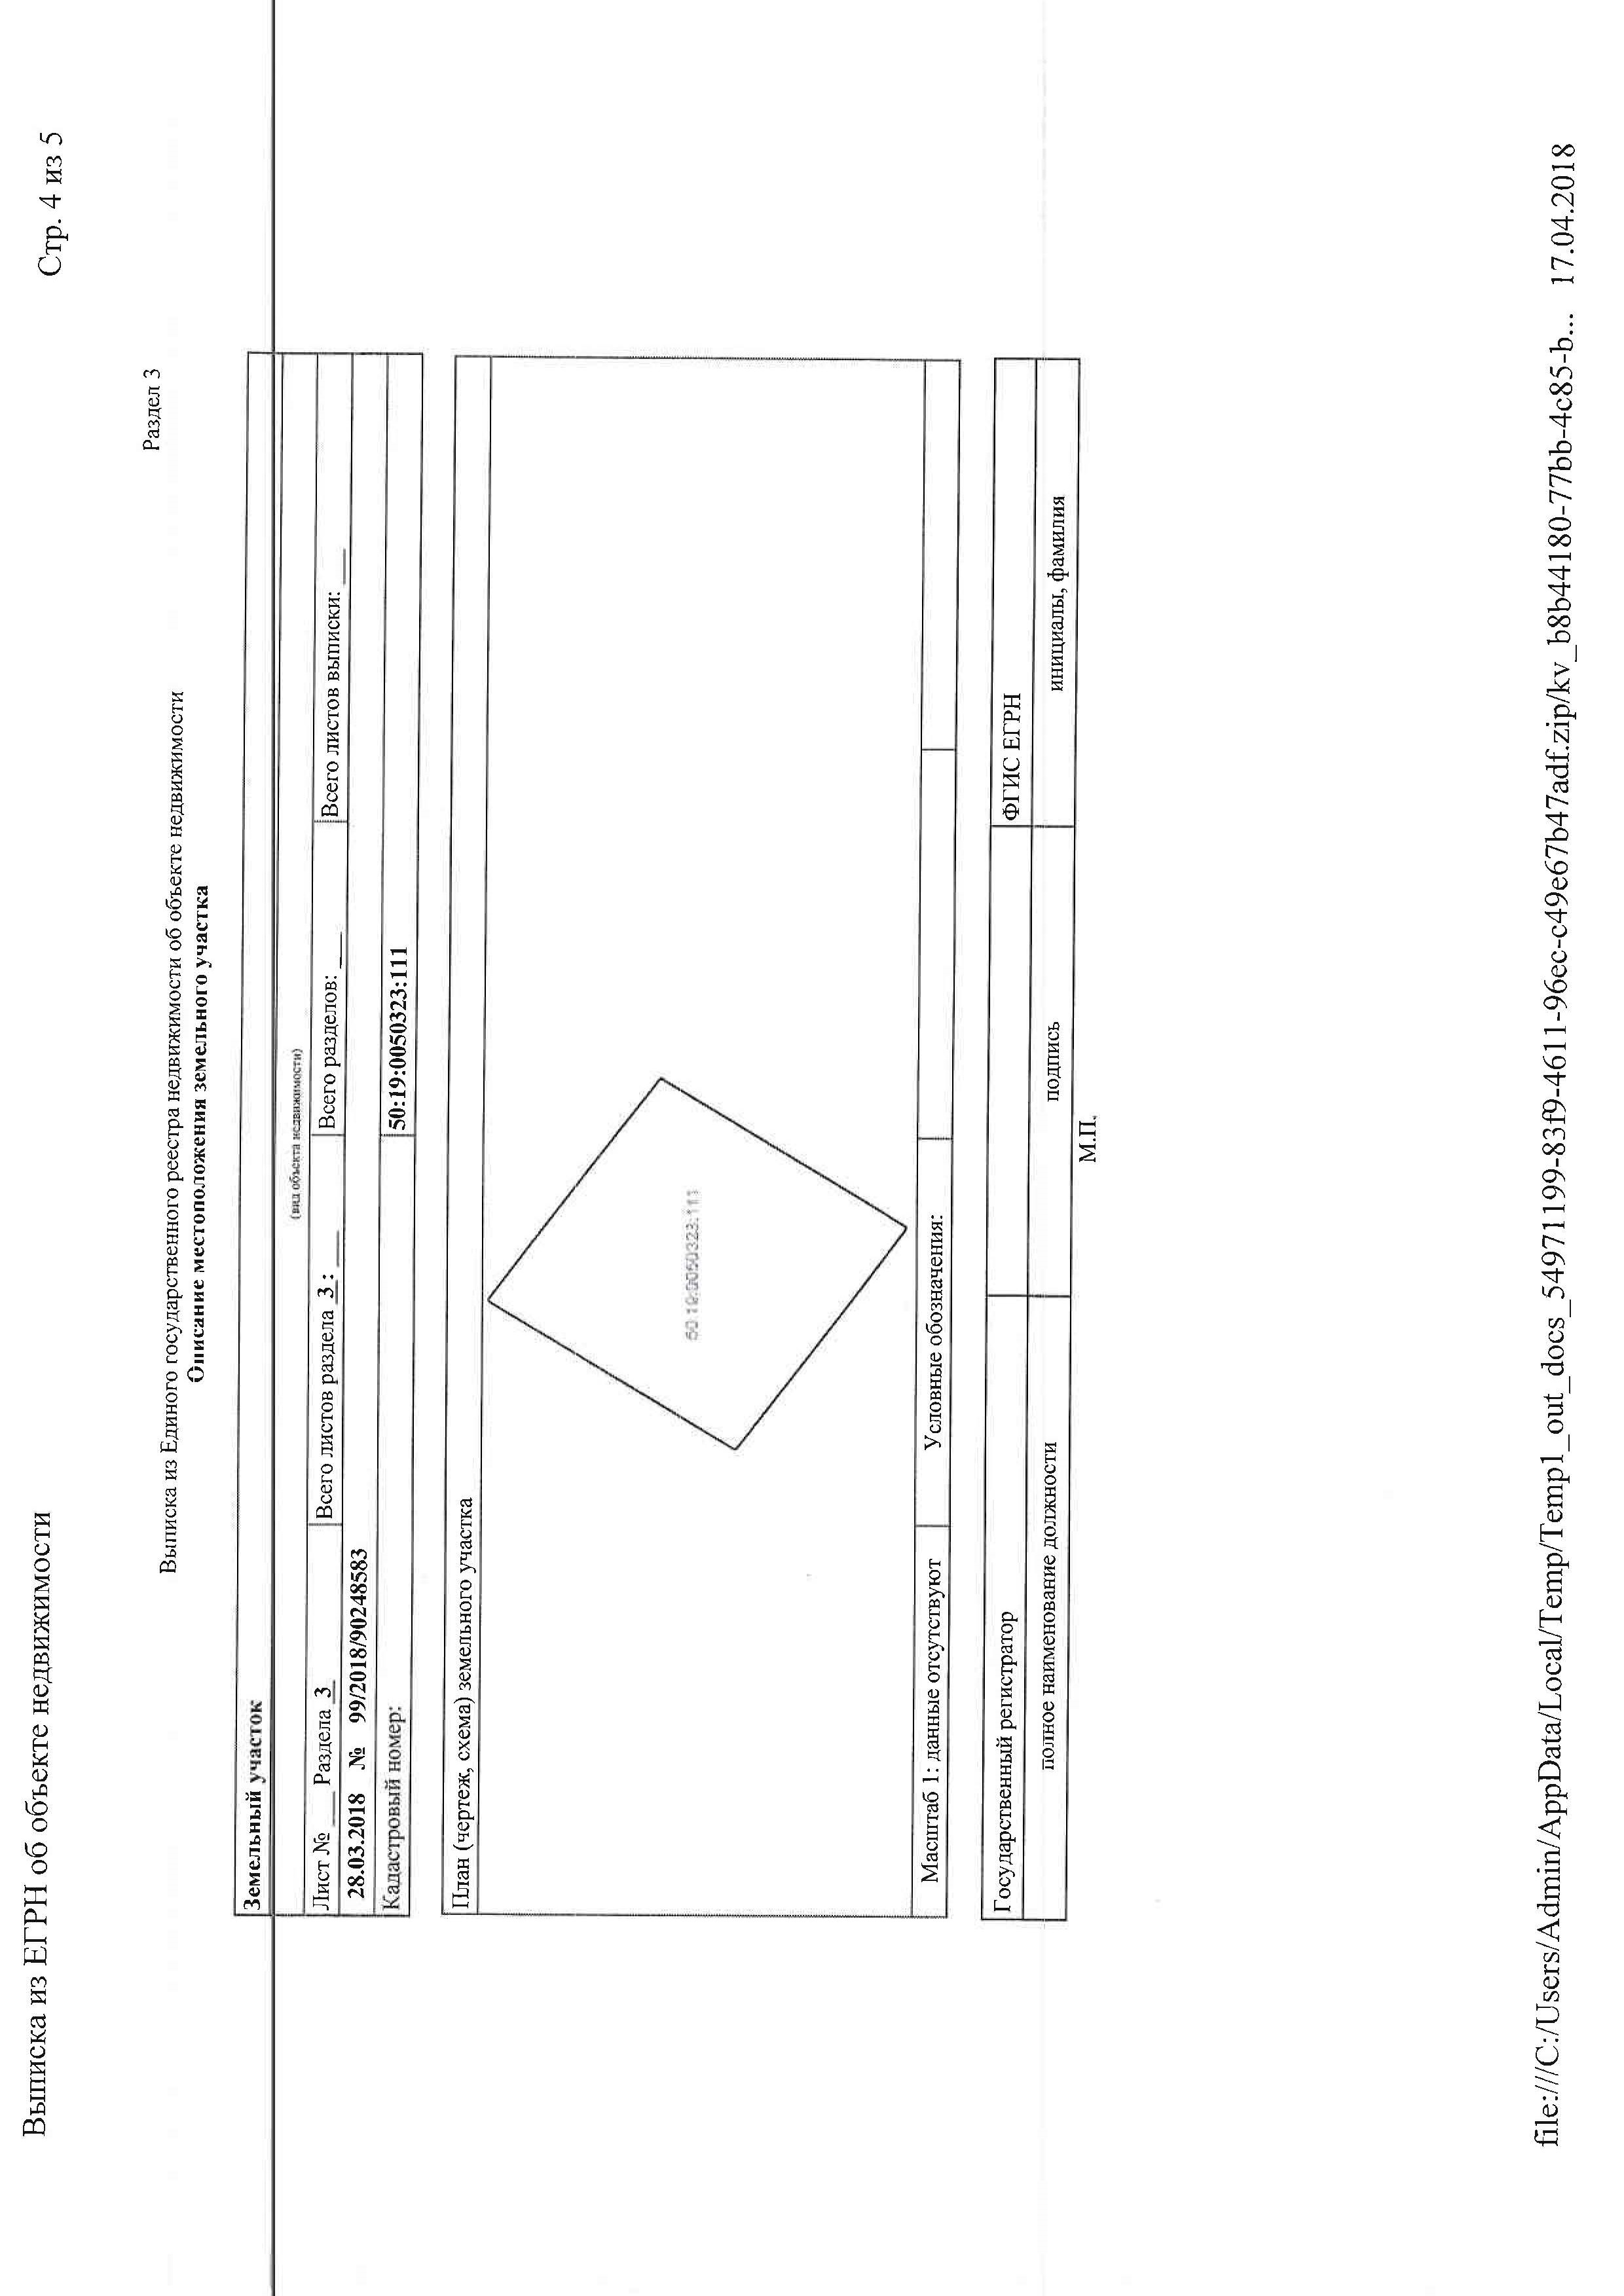 Выписка из ЕГРН об объекте недвижимости Стр. 4 из 5
Раздел 3
Выписка из Единого государственного реестра недвижимости об объекте недвижимости
Описание местоположения земельного участка
Земельный участок
(вид объекта недвижимости)
Лист № ___ Раздела 3 Всего листов раздела 3 : ___ Всего разделов: ___ Всего листов выписки: ___
28.03.2018 № 99/2018/90248583
Кадастровый номер: 50:19:0050323:111
План (чертеж, схема) земельного участка
50:19:0050323:111
Масштаб 1: данные отсутствуют Условные обозначения:
Государственный регистратор ФГИС ЕГРН
полное наименование должности подпись инициалы, фамилия
М.П.
file:///C:/Users/Admin/AppData/Local/Temp/Temp1_out_docs_54971199-83f9-4611-96ec-c49e67b47adf.zip/kv_b8b44180-77bb-4c85-b... 17.04.2018